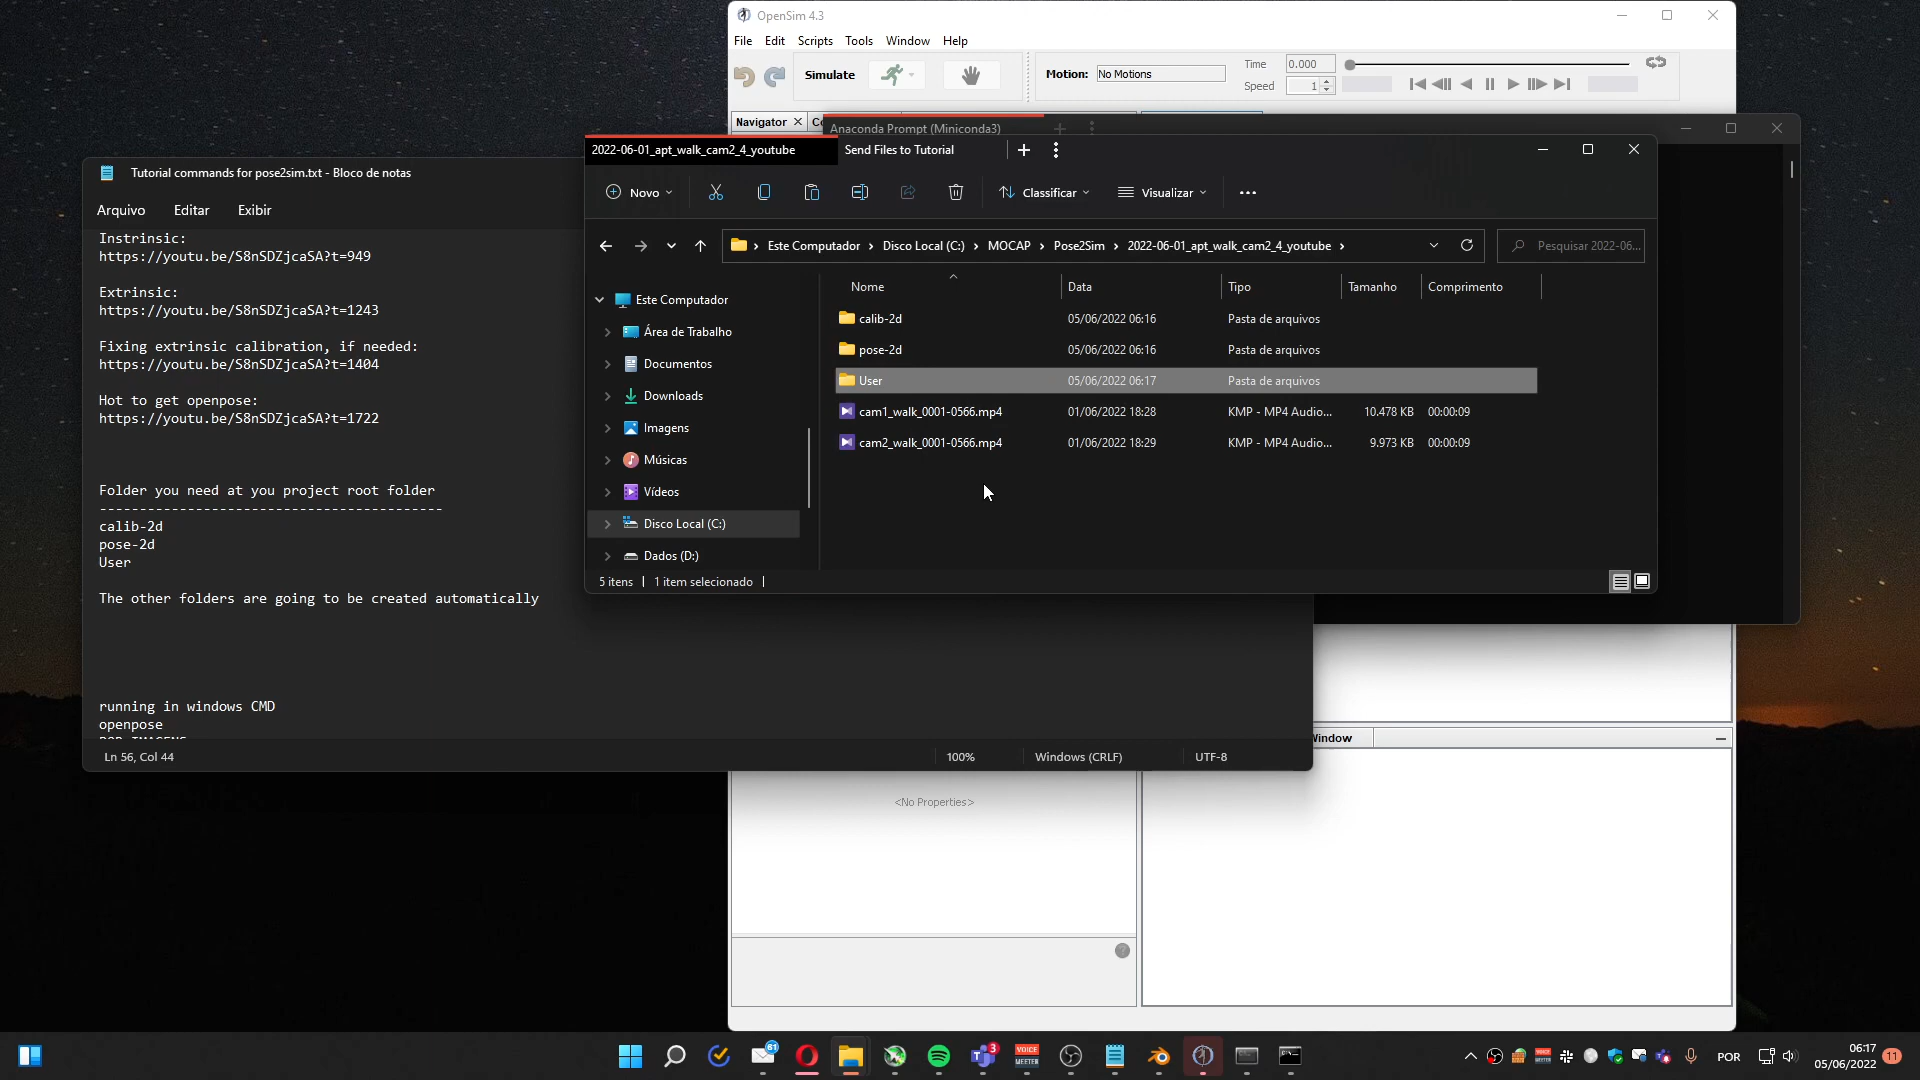 OpenSim 4.3
File Edit Scripts Tools Window Help
Simulate
Motion: No Motions
Time 0.000
Speed 1
Navigator
Anaconda Prompt (Miniconda3)
2022-06-01_apt_walk_cam2_4_youtube
Send Files to Tutorial
Novo
Classificar
Visualizar
Este Computador > Disco Local (C:) > MOCAP > Pose2Sim > 2022-06-01_apt_walk_cam2_4_youtube >
Pesquisar 2022-06...
Este Computador
Área de Trabalho
Documentos
Downloads
Imagens
Músicas
Vídeos
Disco Local (C:)
Dados (D:)
Nome Data Tipo Tamanho Comprimento
calib-2d 05/06/2022 06:16 Pasta de arquivos
pose-2d 05/06/2022 06:16 Pasta de arquivos
User 05/06/2022 06:17 Pasta de arquivos
cam1_walk_0001-0566.mp4 01/06/2022 18:28 KMP - MP4 Audio... 10.478 KB 00:00:09
cam2_walk_0001-0566.mp4 01/06/2022 18:29 KMP - MP4 Audio... 9.973 KB 00:00:09
5 itens 1 item selecionado
Tutorial commands for pose2sim.txt - Bloco de notas
Arquivo Editar Exibir
Instrinsic:
https://youtu.be/S8nSDZjcaSA?t=949
Extrinsic:
https://youtu.be/S8nSDZjcaSA?t=1243
Fixing extrinsic calibration, if needed:
https://youtu.be/S8nSDZjcaSA?t=1404
Hot to get openpose:
https://youtu.be/S8nSDZjcaSA?t=1722
Folder you need at you project root folder
-------------------------------------------
calib-2d
pose-2d
User
The other folders are going to be created automatically
running in windows CMD
openpose
Ln 56, Col 44
100%
Windows (CRLF)
UTF-8
Window
<No Properties>
61
3
VOICE
MEETER
POR
06:17
05/06/2022
11